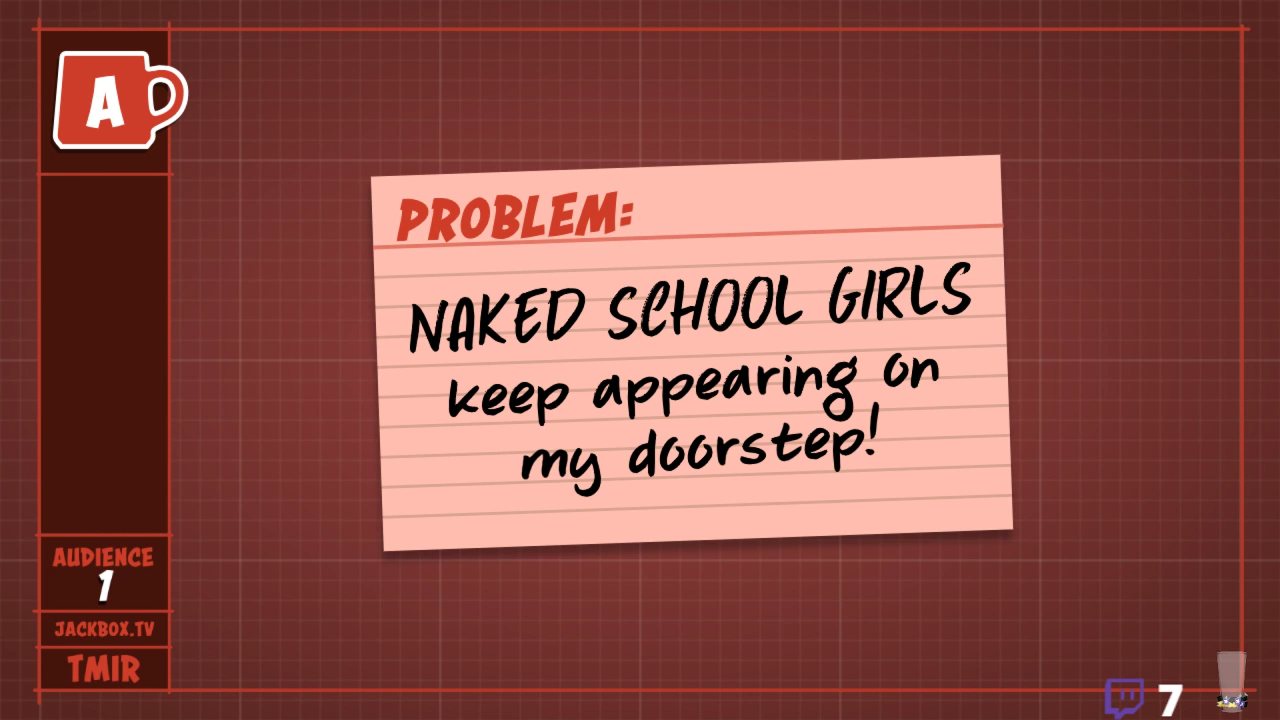 A
PROBLEM:
NAKED SCHOOL GIRLS
keep appearing on
my doorstep!
AUDIENCE
1
JACKBOX.TV
TMIR
7